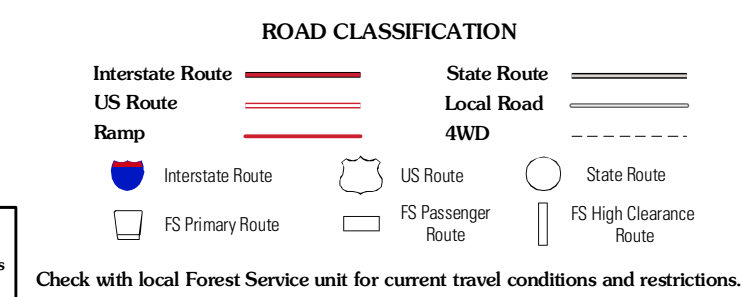 ROAD CLASSIFICATION
Interstate Route State Route
US Route Local Road
Ramp 4WD
Interstate Route US Route State Route
FS Primary Route FS Passenger Route FS High Clearance Route
s
Check with local Forest Service unit for current travel conditions and restrictions.